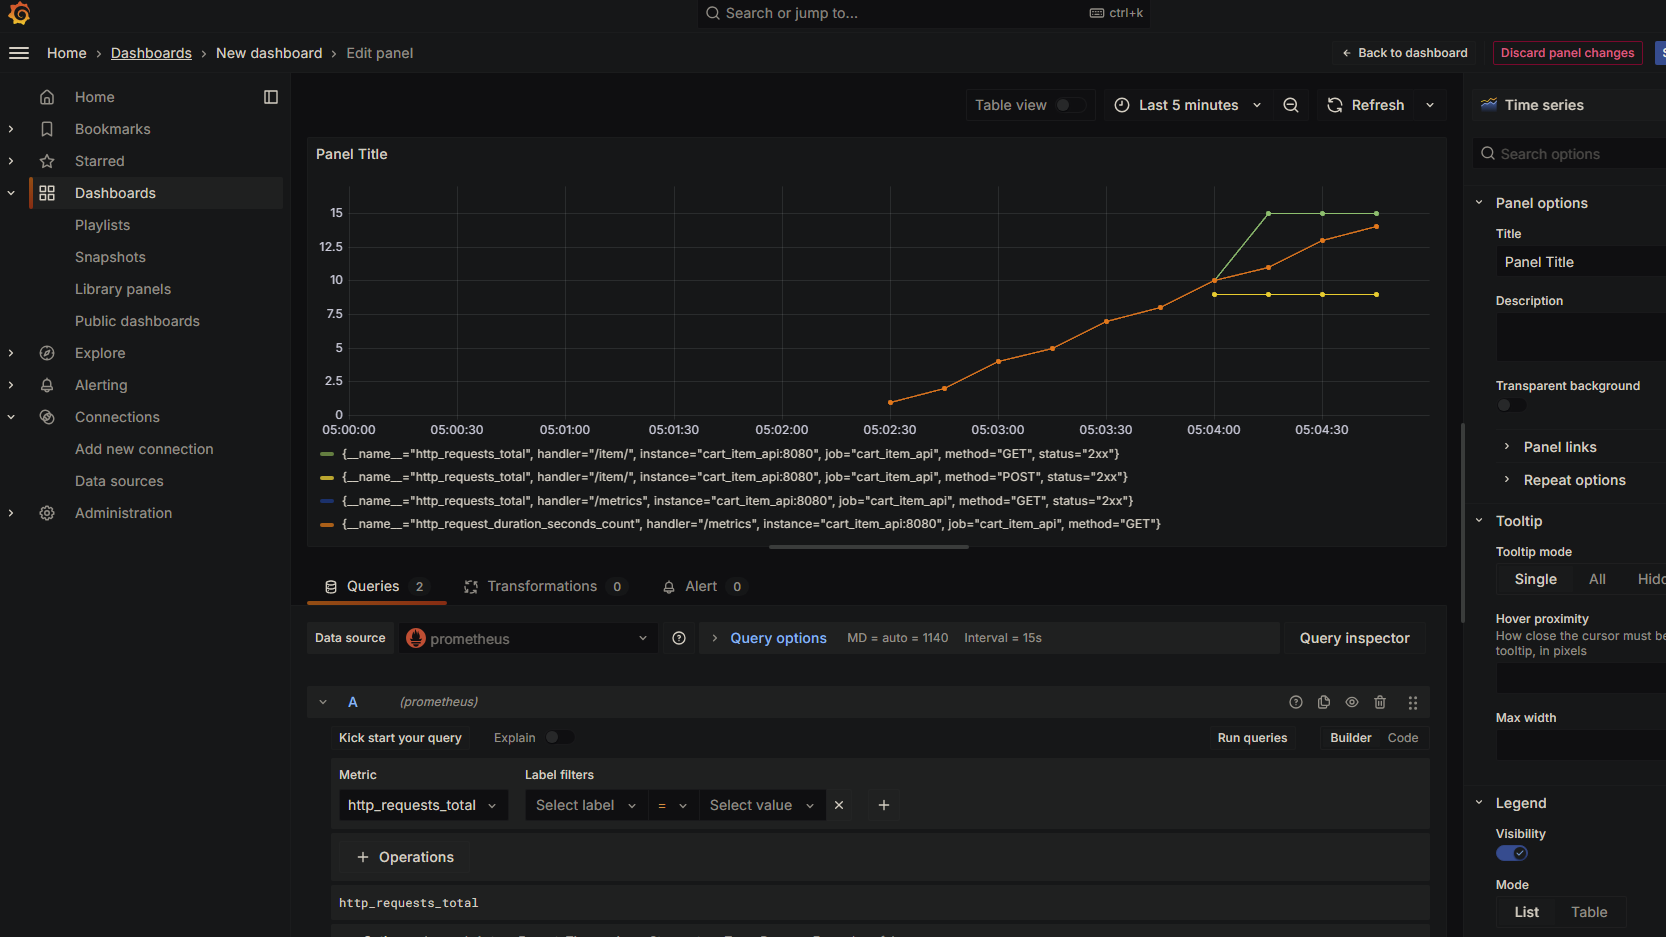 Search or jump to...
ctrl+k
Home › Dashboards › New dashboard › Edit panel
← Back to dashboard
Discard panel changes
Home
Bookmarks
Starred
Dashboards
Playlists
Snapshots
Library panels
Public dashboards
Explore
Alerting
Connections
Add new connection
Data sources
Administration
Table view
Last 5 minutes
Refresh
Panel Title
15
12.5
10
7.5
5
2.5
0
05:00:00 05:00:30 05:01:00 05:01:30 05:02:00 05:02:30 05:03:00 05:03:30 05:04:00 05:04:30
{__name__="http_requests_total", handler="/item/", instance="cart_item_api:8080", job="cart_item_api", method="GET", status="2xx"}
{__name__="http_requests_total", handler="/item/", instance="cart_item_api:8080", job="cart_item_api", method="POST", status="2xx"}
{__name__="http_requests_total", handler="/metrics", instance="cart_item_api:8080", job="cart_item_api", method="GET", status="2xx"}
{__name__="http_request_duration_seconds_count", handler="/metrics", instance="cart_item_api:8080", job="cart_item_api", method="GET"}
Queries 2
Transformations 0
Alert 0
Data source
prometheus
Query options MD = auto = 1140 Interval = 15s
Query inspector
A (prometheus)
Kick start your query
Explain
Run queries
Builder Code
Metric
Label filters
http_requests_total
Select label = Select value
+ Operations
http_requests_total
Time series
Search options
Panel options
Title
Panel Title
Description
Transparent background
Panel links
Repeat options
Tooltip
Tooltip mode
Single All Hidd
Hover proximity
How close the cursor must be
tooltip, in pixels
Max width
Legend
Visibility
Mode
List Table